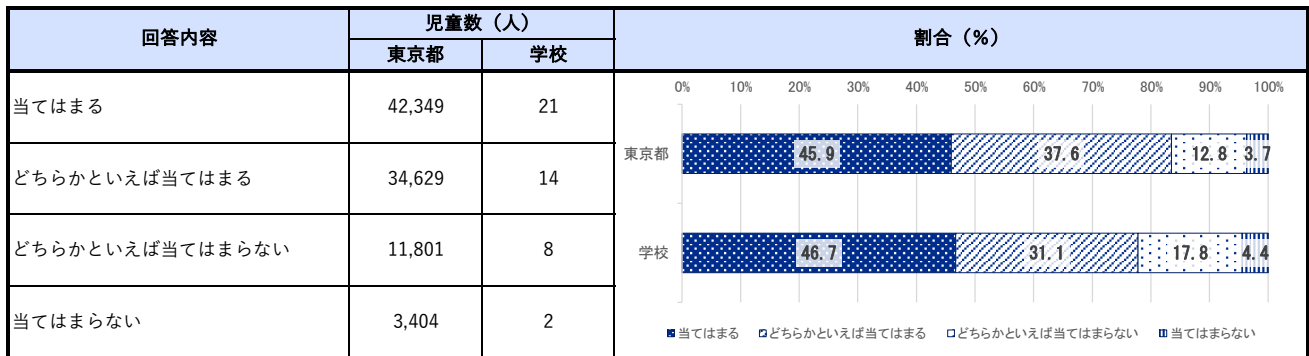 回答内容
児童数（人）
東京都 学校
割合（%）
当てはまる 42,349 21
どちらかといえば当てはまる 34,629 14
どちらかといえば当てはまらない 11,801 8
当てはまらない 3,404 2
0% 10% 20% 30% 40% 50% 60% 70% 80% 90% 100%
東京都 45.9 37.6 12.8 3.7
学校 46.7 31.1 17.8 4.4
当てはまる どちらかといえば当てはまる どちらかといえば当てはまらない 当てはまらない